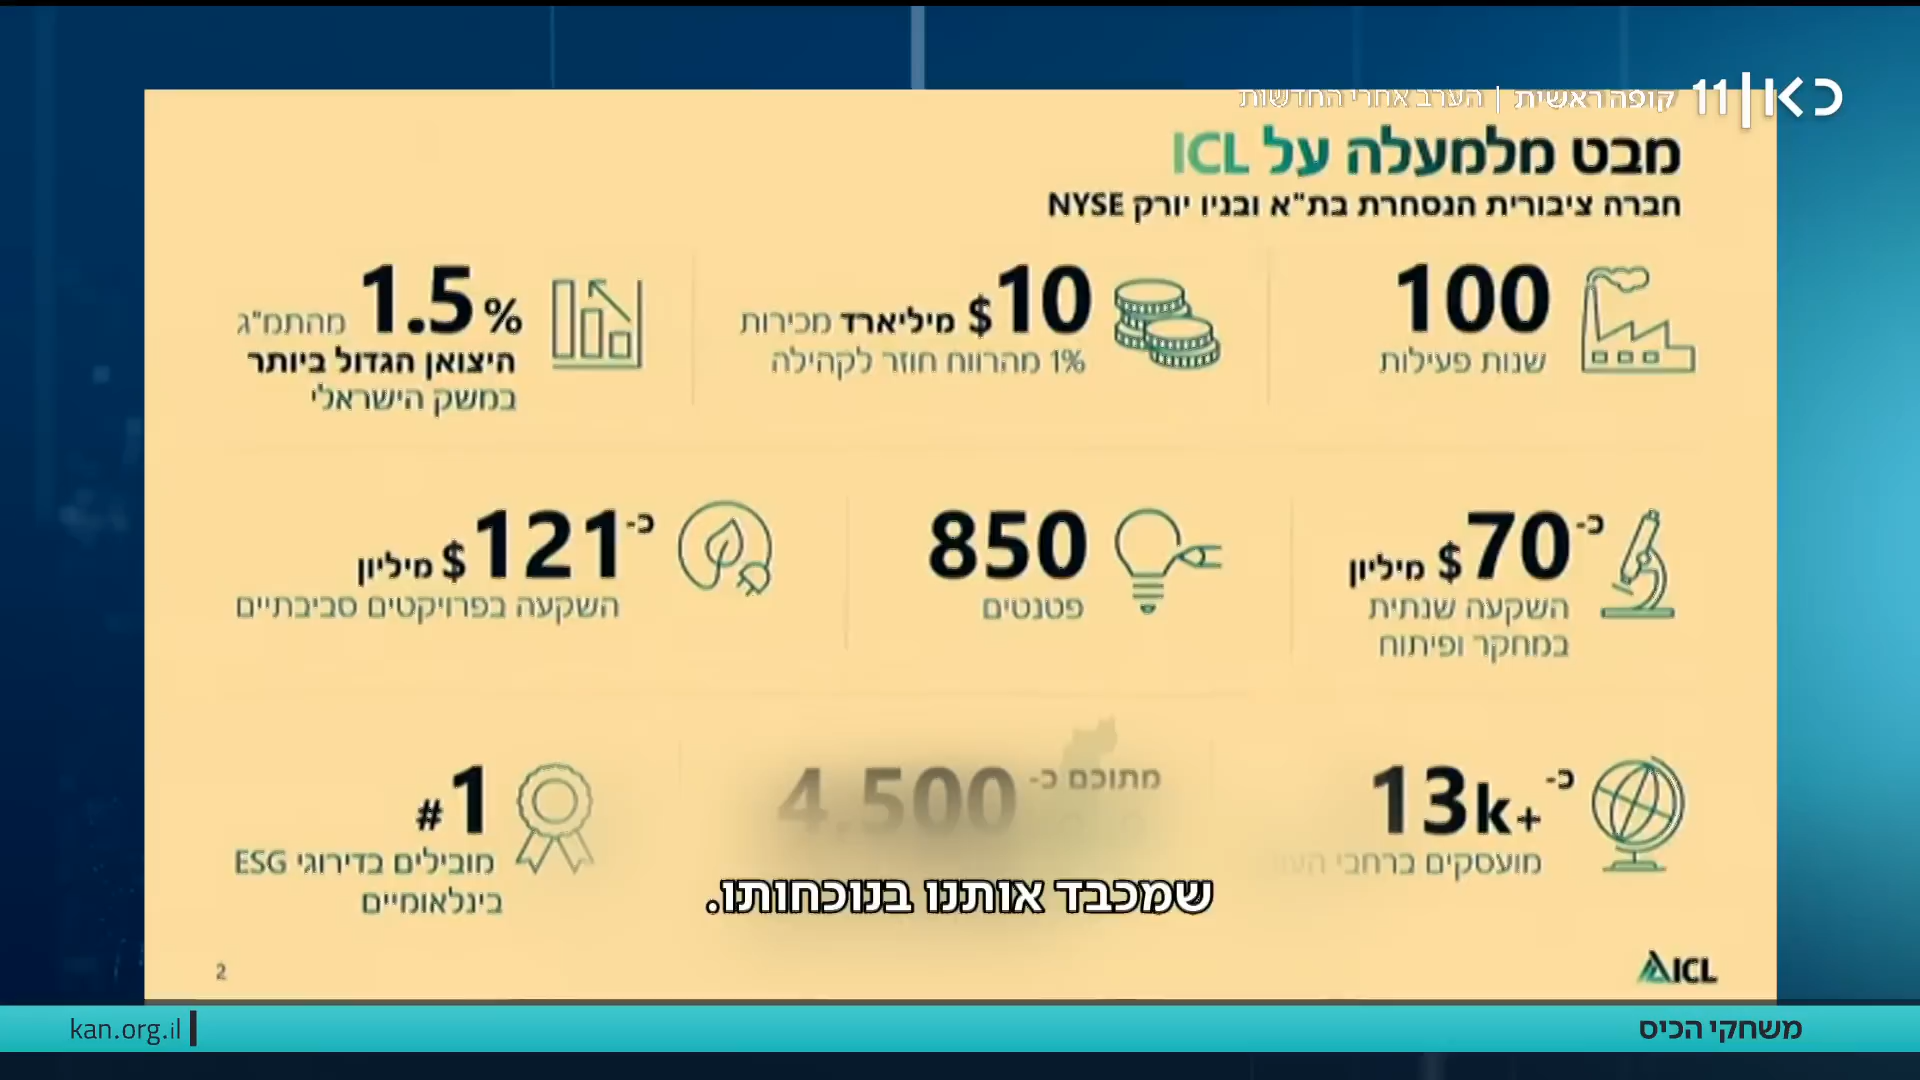 כאן|11 קופה ראשית | הערב אחרי החדשות
מבט מלמעלה על ICL
חברה ציבורית הנסחרת בת"א ובניו יורק NYSE
100
שנות פעילות
10$ מיליארד מכירות
1% מהרווח חוזר לקהילה
1.5% מהתמ"ג
היצואן הגדול ביותר
במשק הישראלי
כ-70$ מיליון
השקעה שנתית
במחקר ופיתוח
850
פטנטים
כ-121$ מיליון
השקעה בפרויקטים סביבתיים
כ-13k+
מועסקים ברחבי
מתוכם כ-4,500
#1
מובילים בדירוגי ESG
בינלאומיים
שמכבד אותנו בנוכחותו.
ICL
2
משחקי הכיס
kan.org.il